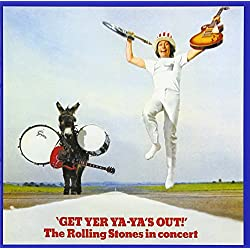 'GET YER YA-YA'S OUT!'
The Rolling Stones in concert